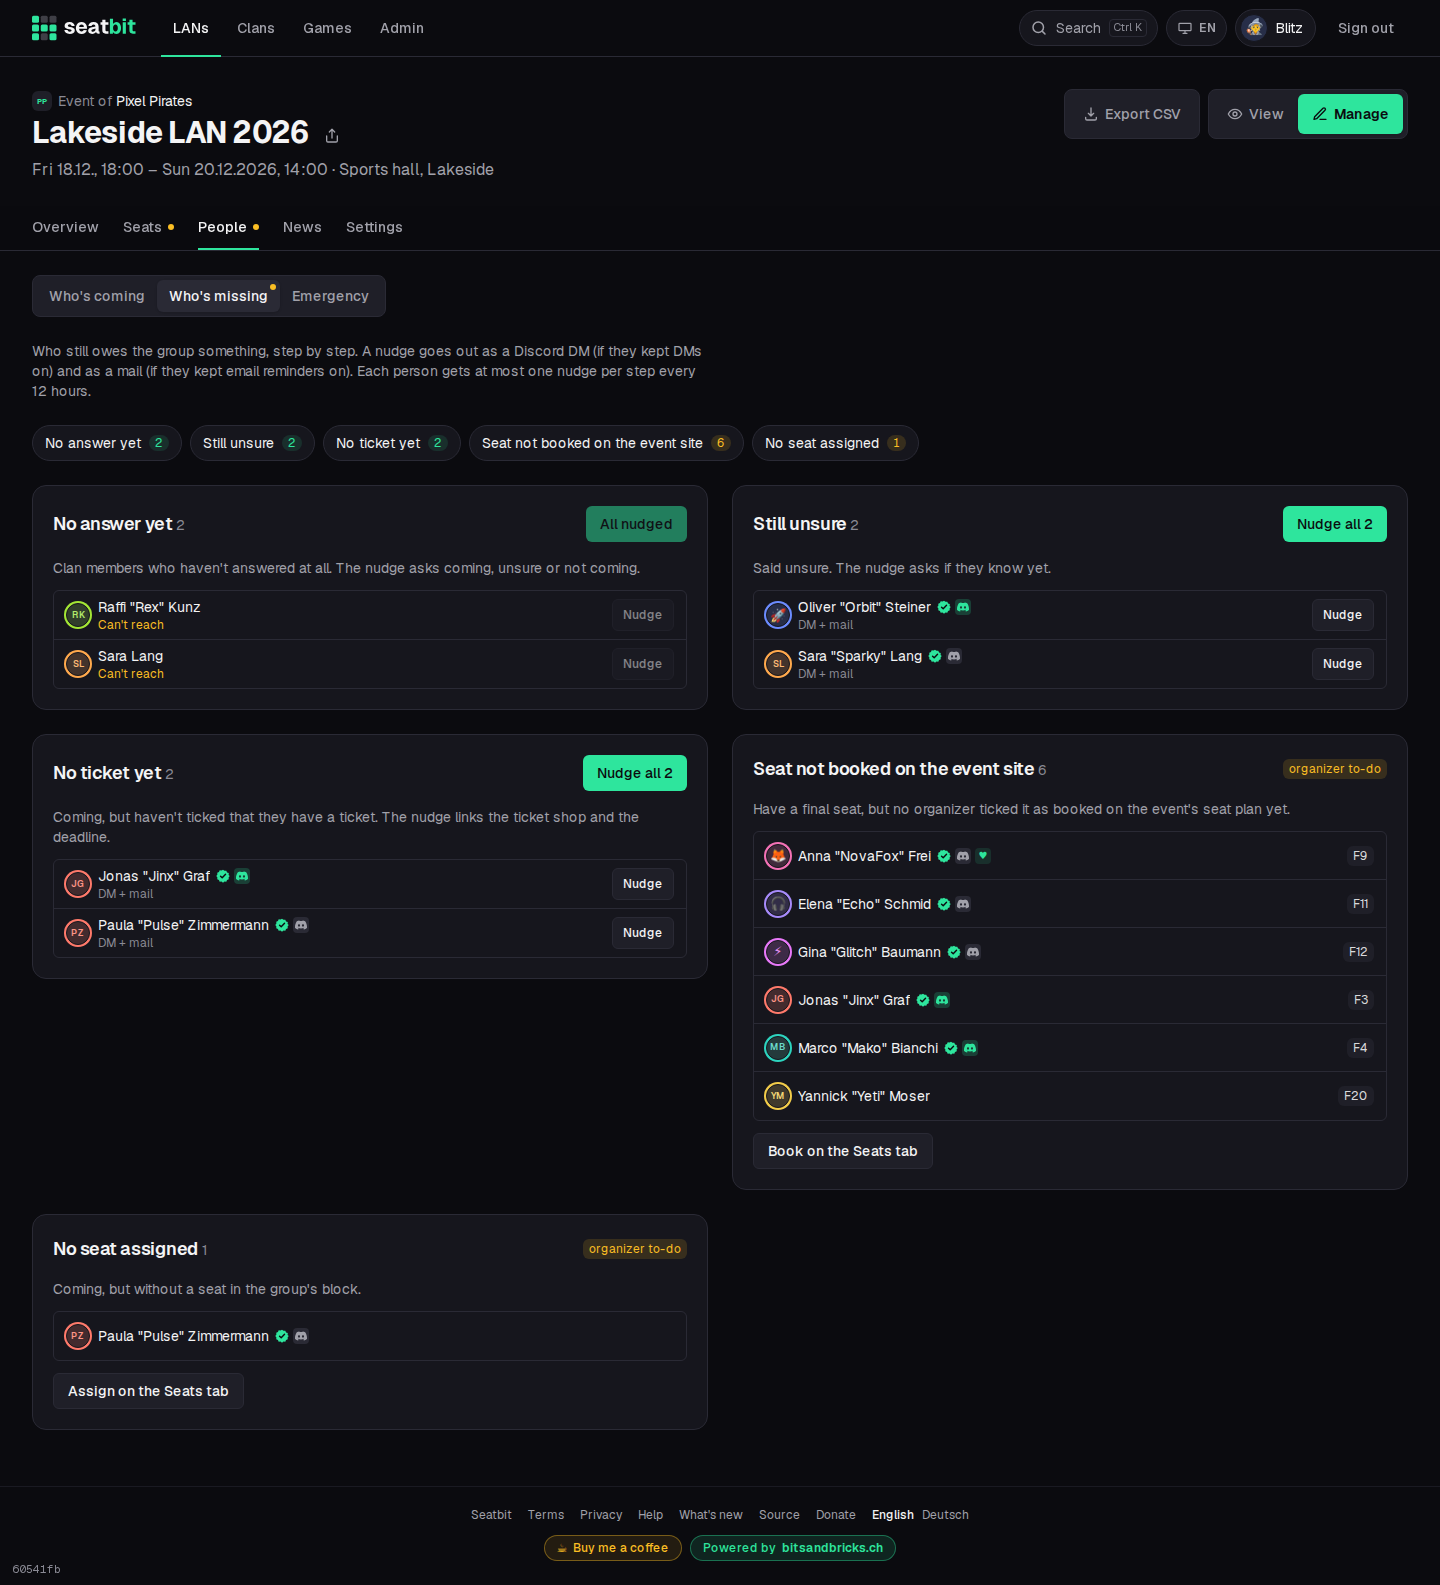 seatbit LANs Clans Games Admin Search Ctrl K EN Blitz Sign out
PP Event of Pixel Pirates
Lakeside LAN 2026
Export CSV View Manage
Fri 18.12., 18:00 – Sun 20.12.2026, 14:00 · Sports hall, Lakeside
Overview Seats People News Settings
Who's coming Who's missing Emergency
Who still owes the group something, step by step. A nudge goes out as a Discord DM (if they kept DMs
on) and as a mail (if they kept email reminders on). Each person gets at most one nudge per step every
12 hours.
No answer yet 2 Still unsure 2 No ticket yet 2 Seat not booked on the event site 6 No seat assigned 1
No answer yet 2 All nudged
Clan members who haven't answered at all. The nudge asks coming, unsure or not coming.
RK Raffi "Rex" Kunz Nudge
Can't reach
SL Sara Lang Nudge
Can't reach
Still unsure 2 Nudge all 2
Said unsure. The nudge asks if they know yet.
Oliver "Orbit" Steiner Nudge
DM + mail
SL Sara "Sparky" Lang Nudge
DM + mail
No ticket yet 2 Nudge all 2
Coming, but haven't ticked that they have a ticket. The nudge links the ticket shop and the
deadline.
JG Jonas "Jinx" Graf Nudge
DM + mail
PZ Paula "Pulse" Zimmermann Nudge
DM + mail
Seat not booked on the event site 6 organizer to-do
Have a final seat, but no organizer ticked it as booked on the event's seat plan yet.
Anna "NovaFox" Frei F9
Elena "Echo" Schmid F11
Gina "Glitch" Baumann F12
JG Jonas "Jinx" Graf F3
MB Marco "Mako" Bianchi F4
YM Yannick "Yeti" Moser F20
Book on the Seats tab
No seat assigned 1 organizer to-do
Coming, but without a seat in the group's block.
PZ Paula "Pulse" Zimmermann
Assign on the Seats tab
Seatbit Terms Privacy Help What's new Source Donate English Deutsch
Buy me a coffee Powered by bitsandbricks.ch
60541fb